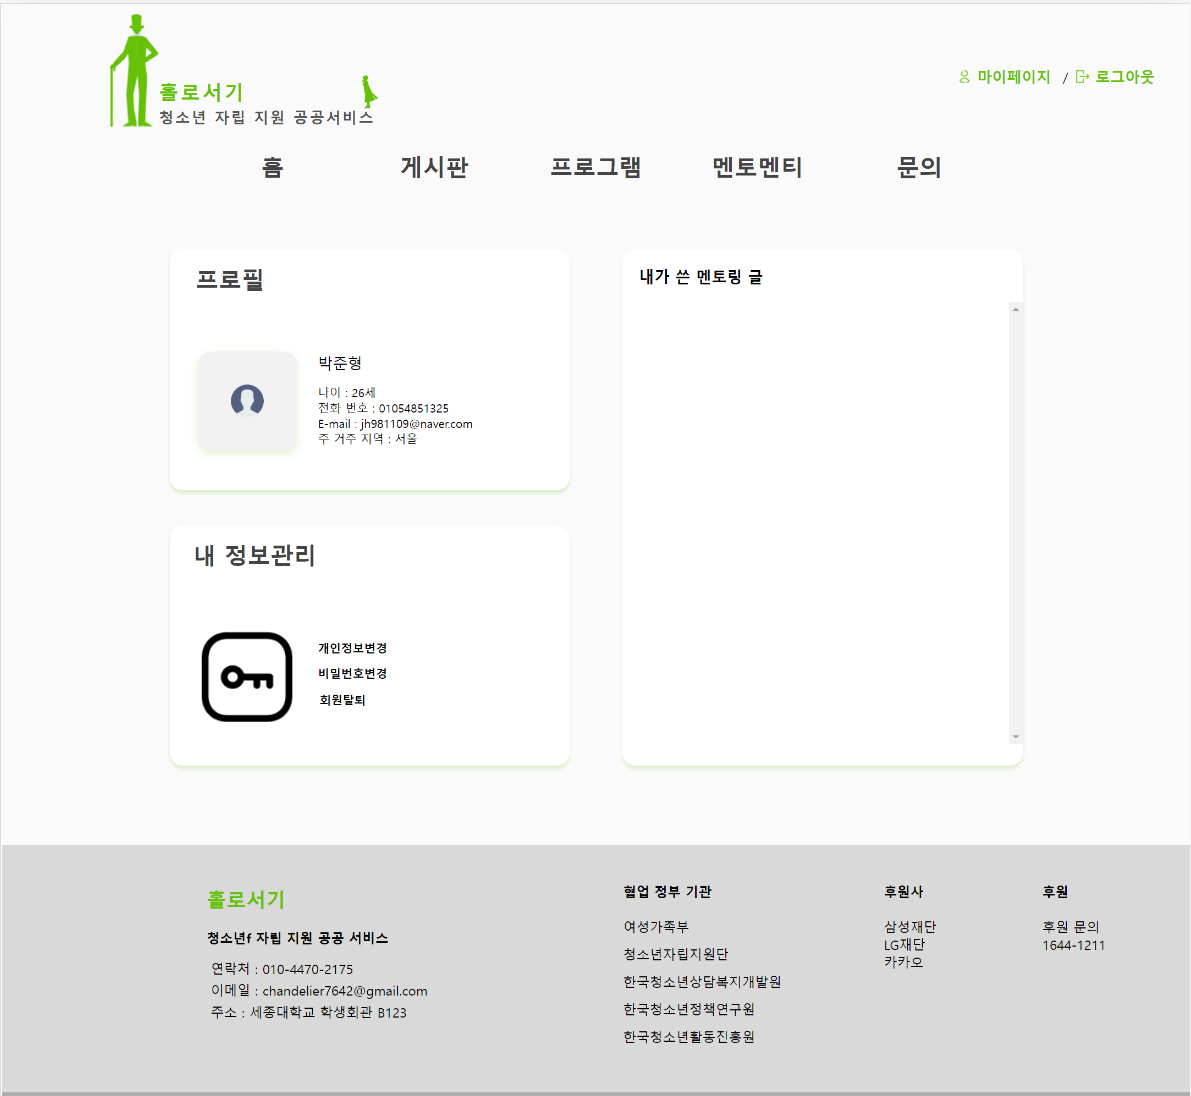 홀로서기
청소년 자립 지원 공공서비스
마이페이지 / 로그아웃
홈 게시판 프로그램 멘토멘티 문의
프로필
박준형
나이 : 26세
전화 번호 : 01054851325
E-mail : jh981109@naver.com
주 거주 지역 : 서울
내 정보관리
개인정보변경
비밀번호변경
회원탈퇴
내가 쓴 멘토링 글
홀로서기
청소년f 자립 지원 공공 서비스
연락처 : 010-4470-2175
이메일 : chandelier7642@gmail.com
주소 : 세종대학교 학생회관 B123
협업 정부 기관
여성가족부
청소년자립지원단
한국청소년상담복지개발원
한국청소년정책연구원
한국청소년활동진흥원
후원사
삼성재단
LG재단
카카오
후원
후원 문의
1644-1211